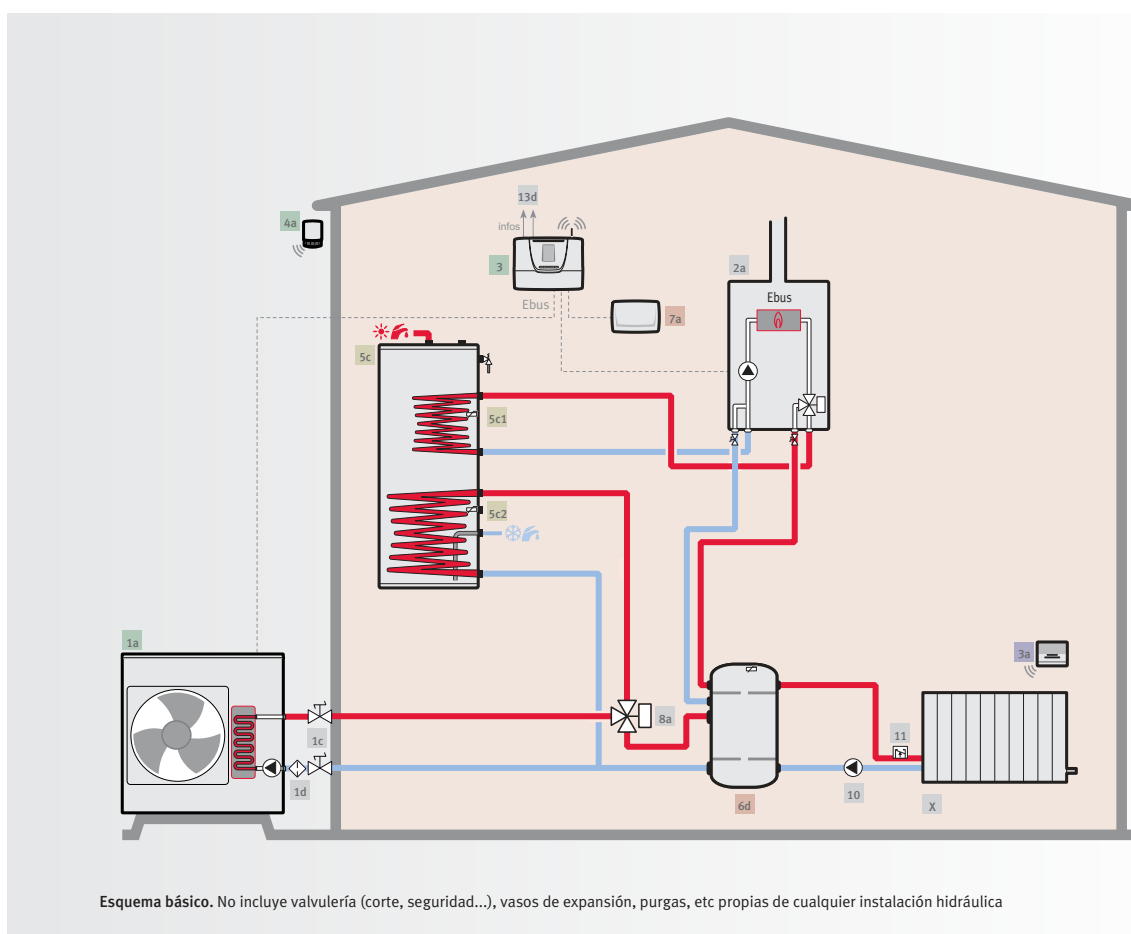 13d
4a
infos
3
2a
Ebus
Ebus
7a
5c
5c1
5c2
1a
3a
8a
11
1c
1d
10
6d
X
Esquema básico. No incluye valvulería (corte, seguridad...), vasos de expansión, purgas, etc propias de cualquier instalación hidráulica